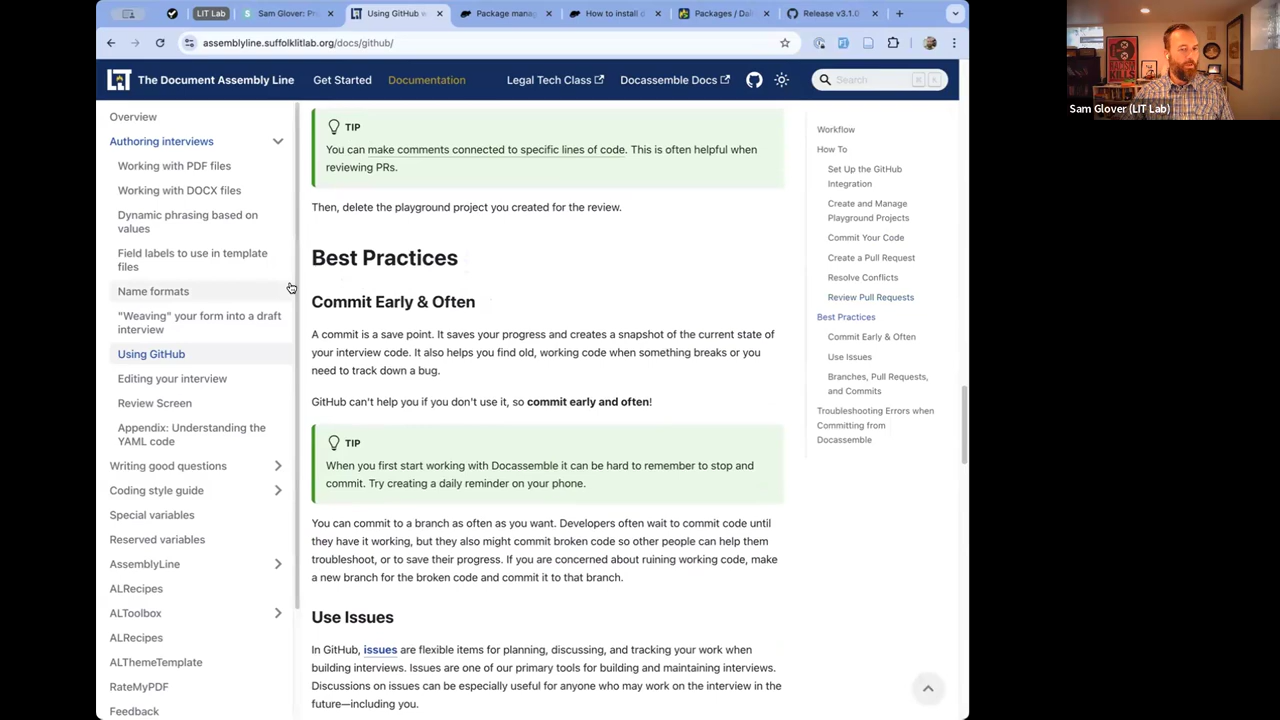 LIT Lab
Sam Glover: Pr
Using GitHub w
Package manag
How to install d
Packages / Dai
Release v3.1.0
assemblyline.suffolklitlab.org/docs/github/
The Document Assembly Line
Get Started
Documentation
Legal Tech Class
Docassemble Docs
Search
K
Overview
Authoring interviews
Working with PDF files
Working with DOCX files
Dynamic phrasing based on
values
Field labels to use in template
files
Name formats
"Weaving" your form into a draft
interview
Using GitHub
Editing your interview
Review Screen
Appendix: Understanding the
YAML code
Writing good questions
Coding style guide
Special variables
Reserved variables
AssemblyLine
ALRecipes
ALToolbox
ALRecipes
ALThemeTemplate
RateMyPDF
Feedback
TIP
You can make comments connected to specific lines of code. This is often helpful when
reviewing PRs.
Then, delete the playground project you created for the review.
Best Practices
Commit Early & Often
A commit is a save point. It saves your progress and creates a snapshot of the current state of
your interview code. It also helps you find old, working code when something breaks or you
need to track down a bug.
GitHub can't help you if you don't use it, so commit early and often!
TIP
When you first start working with Docassemble it can be hard to remember to stop and
commit. Try creating a daily reminder on your phone.
You can commit to a branch as often as you want. Developers often wait to commit code until
they have it working, but they also might commit broken code so other people can help them
troubleshoot, or to save their progress. If you are concerned about ruining working code, make
a new branch for the broken code and commit it to that branch.
Use Issues
In GitHub, issues are flexible items for planning, discussing, and tracking your work when
building interviews. Issues are one of our primary tools for building and maintaining interviews.
Discussions on issues can be especially useful for anyone who may work on the interview in the
future—including you.
Workflow
How To
Set Up the GitHub
Integration
Create and Manage
Playground Projects
Commit Your Code
Create a Pull Request
Resolve Conflicts
Review Pull Requests
Best Practices
Commit Early & Often
Use Issues
Branches, Pull Requests,
and Commits
Troubleshooting Errors when
Committing from
Docassemble
KILLS
Sam Glover (LIT Lab)